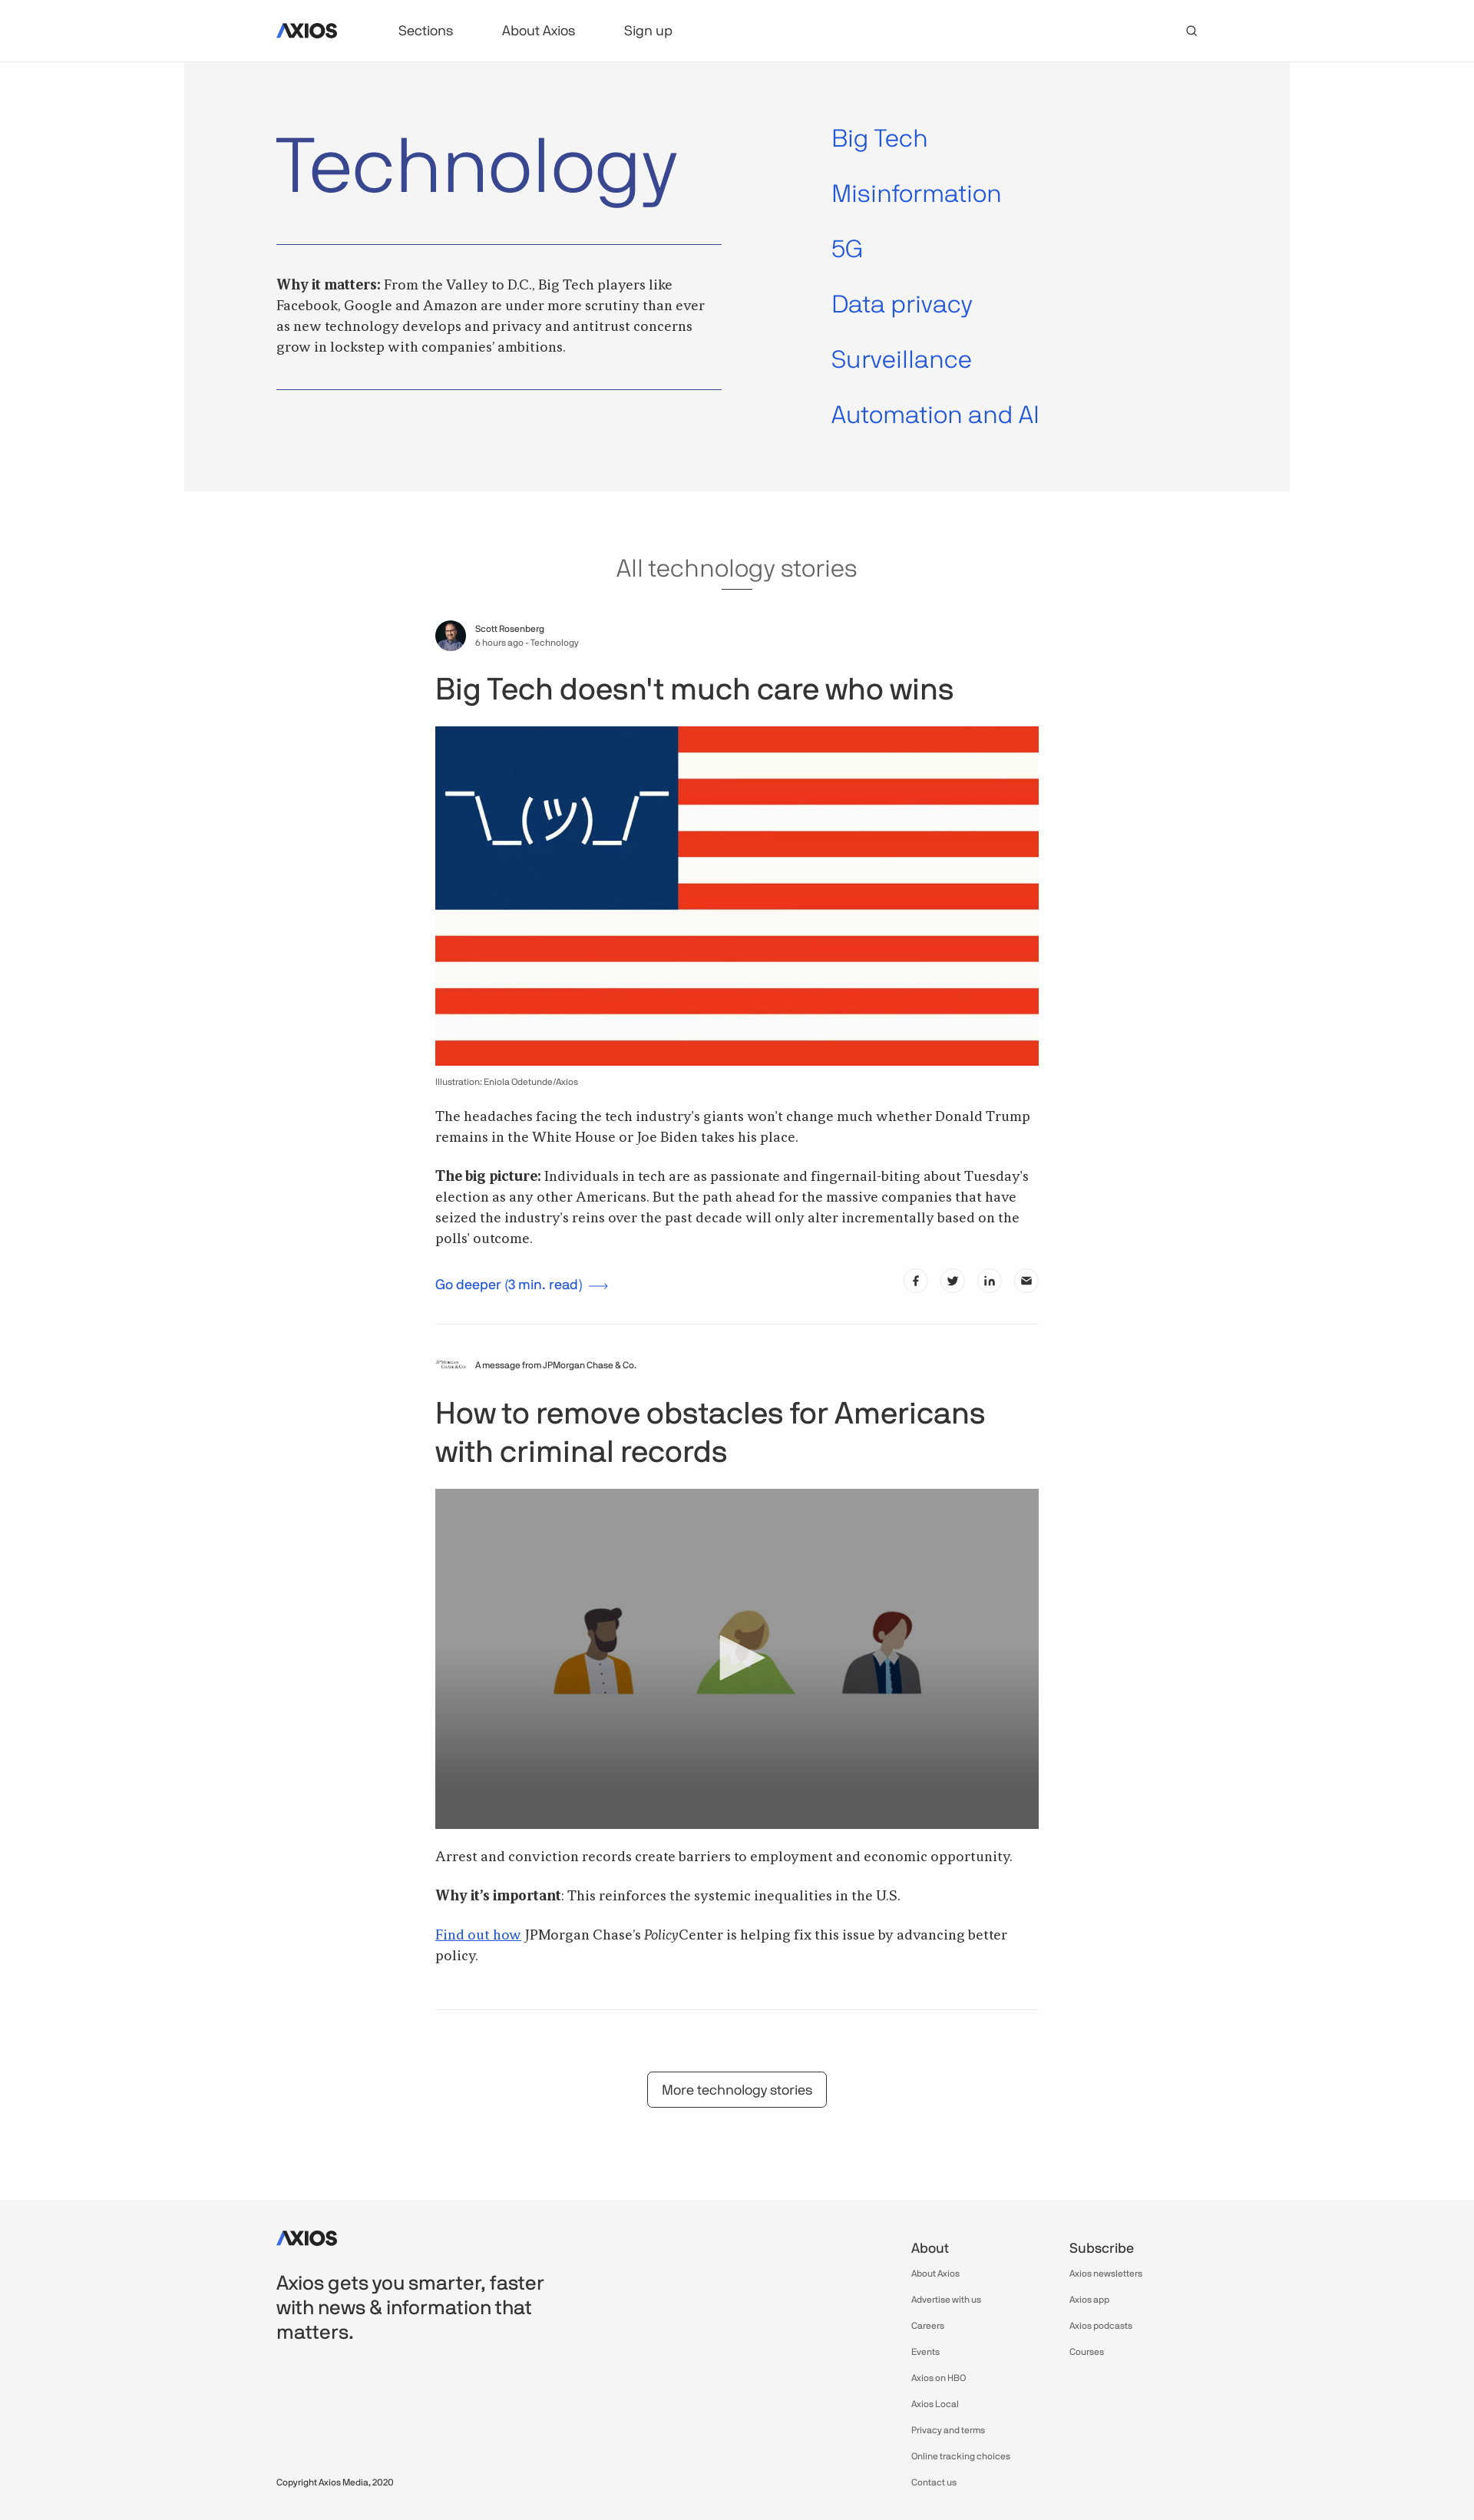 AXIOS
Sections
About Axios
Sign up
Technology
Why it matters: From the Valley to D.C., Big Tech players like
Facebook, Google and Amazon are under more scrutiny than ever
as new technology develops and privacy and antitrust concerns
grow in lockstep with companies’ ambitions.
Big Tech
Misinformation
5G
Data privacy
Surveillance
Automation and AI
All technology stories
Scott Rosenberg
6 hours ago - Technology
Big Tech doesn't much care who wins
¯\_(ツ)_/¯
Illustration: Eniola Odetunde/Axios
The headaches facing the tech industry's giants won't change much whether Donald Trump
remains in the White House or Joe Biden takes his place.
The big picture: Individuals in tech are as passionate and fingernail-biting about Tuesday's
election as any other Americans. But the path ahead for the massive companies that have
seized the industry's reins over the past decade will only alter incrementally based on the
polls' outcome.
Go deeper (3 min. read)
JPMORGAN
CHASE & CO.
A message from JPMorgan Chase & Co.
How to remove obstacles for Americans
with criminal records
Arrest and conviction records create barriers to employment and economic opportunity.
Why it’s important: This reinforces the systemic inequalities in the U.S.
Find out how JPMorgan Chase’s PolicyCenter is helping fix this issue by advancing better
policy.
More technology stories
AXIOS
Axios gets you smarter, faster
with news & information that
matters.
Copyright Axios Media, 2020
About
About Axios
Advertise with us
Careers
Events
Axios on HBO
Axios Local
Privacy and terms
Online tracking choices
Contact us
Subscribe
Axios newsletters
Axios app
Axios podcasts
Courses